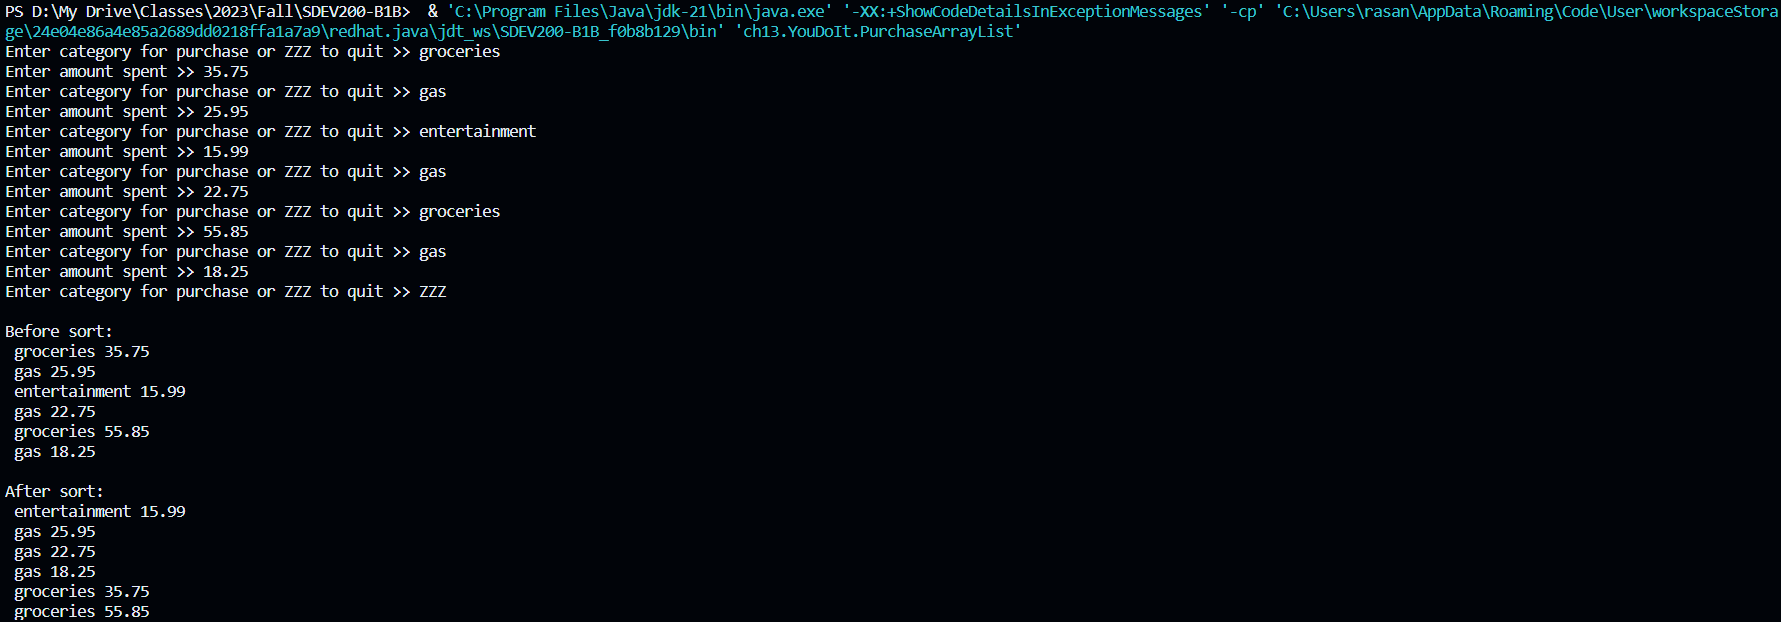 PS D:\My Drive\Classes\2023\Fall\SDEV200-B1B>  & 'C:\Program Files\Java\jdk-21\bin\java.exe' '-XX:+ShowCodeDetailsInExceptionMessages' '-cp' 'C:\Users\rasan\AppData\Roaming\Code\User\workspaceStora
ge\24e04e86a4e85a2689dd0218ffa1a7a9\redhat.java\jdt_ws\SDEV200-B1B_f0b8b129\bin' 'ch13.YouDoIt.PurchaseArrayList'
Enter category for purchase or ZZZ to quit >> groceries
Enter amount spent >> 35.75
Enter category for purchase or ZZZ to quit >> gas
Enter amount spent >> 25.95
Enter category for purchase or ZZZ to quit >> entertainment
Enter amount spent >> 15.99
Enter category for purchase or ZZZ to quit >> gas
Enter amount spent >> 22.75
Enter category for purchase or ZZZ to quit >> groceries
Enter amount spent >> 55.85
Enter category for purchase or ZZZ to quit >> gas
Enter amount spent >> 18.25
Enter category for purchase or ZZZ to quit >> ZZZ

Before sort:
 groceries 35.75
 gas 25.95
 entertainment 15.99
 gas 22.75
 groceries 55.85
 gas 18.25

After sort:
 entertainment 15.99
 gas 25.95
 gas 22.75
 gas 18.25
 groceries 35.75
 groceries 55.85